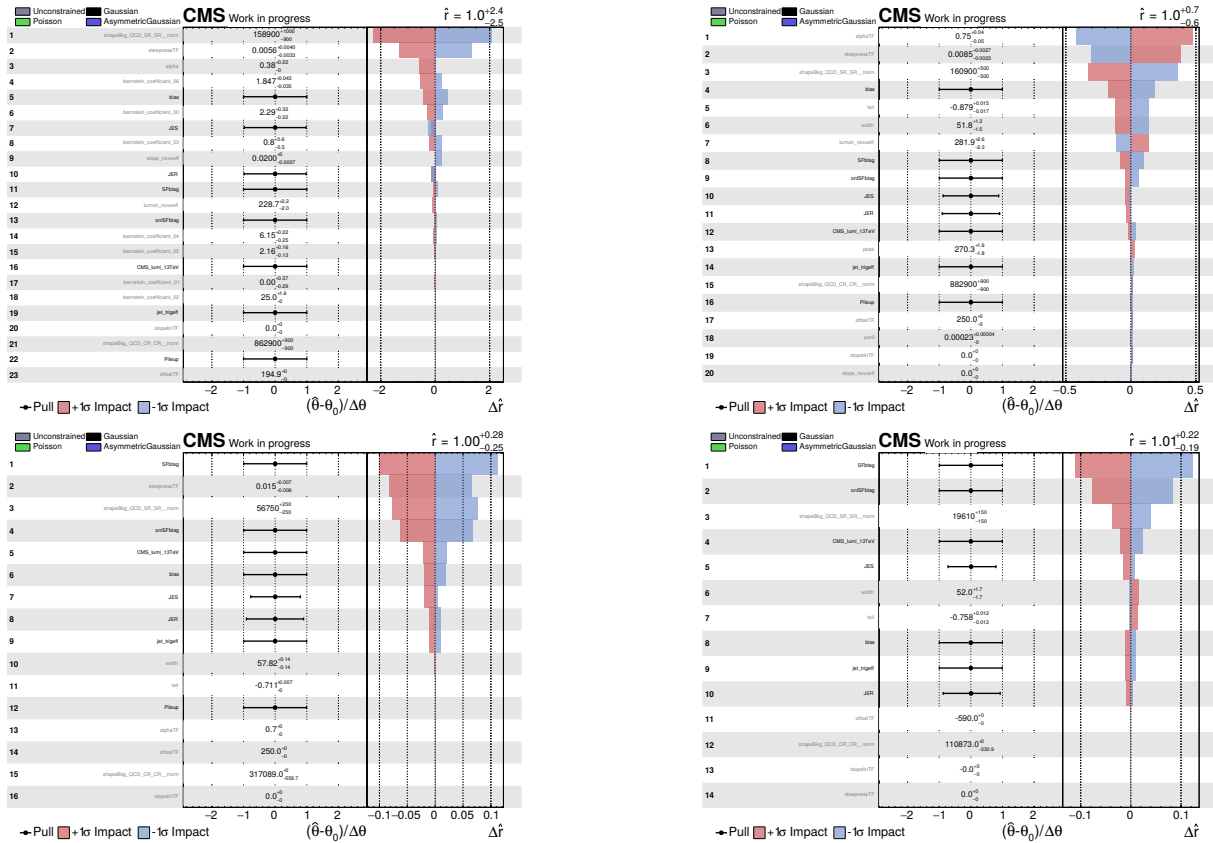 Unconstrained Gaussian
Poisson AsymmetricGaussian
CMS Work in progress
r̂ = 1.0 +2.4 −2.5
1 shapeBkg_QCD_SR_SR__norm 158900 +1000 −900
2 steepnessTF 0.0056 +0.0040 −0.0033
3 alpha 0.38 +0.22 −0
4 bernstein_coefficient_06 1.847 +0.043 −0.035
5 bias
6 bernstein_coefficient_00 2.29 +0.32 −0.22
7 JES
8 bernstein_coefficient_03 0.8 −0.5
9 slope_novoeff 0.0200 +0 −0.0007
10 JER
11 SFbtag
12 turnon_novoeff 228.7 +2.2 −2.0
13 onlSFbtag
14 bernstein_coefficient_04 6.15 +0.22 −0.25
15 2.16 +0.16 −0.13
16 CMS_lumi_13TeV
17 bernstein_coefficient_01 0.00 +0.37 −0.29
18 bernstein_coefficient_02 25.0 +1.6 −0
19 jet_trigeff
20 slopelinTF 0.0 +0 −0
21 shapeBkg_QCD_CR_CR__norm 862900 +900 −900
22 Pileup
23 offsetTF 194.9 +0 −0
−2 −1 0 1 2 −2 0 2
Pull +1σ Impact −1σ Impact (θ̂-θ0)/Δθ Δr̂
Unconstrained Gaussian
Poisson AsymmetricGaussian
CMS Work in progress
r̂ = 1.0 +0.7 −0.6
1 alphaTF 0.75 +0.04 −0.05
2 steepnessTF 0.0085 +0.0027 −0.0023
3 shapeBkg_QCD_SR_SR__norm 160900 +500 −500
4 bias
5 tail -0.879 +0.015 −0.017
6 width 51.8 +1.3 −1.5
7 turnon_novoeff 281.9 +2.6 −2.3
8 SFbtag
9 onlSFbtag
10 JES
11 JER
12 CMS_lumi_13TeV
13 peak 270.3 +1.6 −1.8
14 jet_trigeff
15 shapeBkg_QCD_CR_CR__norm 882900 +900 −900
16 Pileup
17 offsetTF 250.0 +0 −0
18 par0 0.00023 +0.00004 −0
19 slopelinTF 0.0 +0 −0
20 slope_novoeff 0.0 +0 −0
−2 −1 0 1 2 −0.5 0 0.5
Pull +1σ Impact −1σ Impact (θ̂-θ0)/Δθ Δr̂
Unconstrained Gaussian
Poisson AsymmetricGaussian
CMS Work in progress
r̂ = 1.00 +0.28 −0.25
1 SFbtag
2 steepnessTF 0.015 +0.007 −0.006
3 shapeBkg_QCD_SR_SR__norm 56750 +250 −250
4 onlSFbtag
5 CMS_lumi_13TeV
6 bias
7 JES
8 JER
9 jet_trigeff
10 width 57.82 +0.14 −0.14
11 tail -0.711 +0.007 −0
12 Pileup
13 alphaTF 0.7 +0 −0
14 offsetTF 250.0 +0 −0
15 shapeBkg_QCD_CR_CR__norm 317089.0 +0 −559.7
16 slopelinTF 0.0 +0 −0
−2 −1 0 1 2 −0.1 −0.05 0 0.05 0.1
Pull +1σ Impact −1σ Impact (θ̂-θ0)/Δθ Δr̂
Unconstrained Gaussian
Poisson AsymmetricGaussian
CMS Work in progress
r̂ = 1.01 +0.22 −0.19
1 SFbtag
2 onlSFbtag
3 shapeBkg_QCD_SR_SR__norm 19610 +150 −150
4 CMS_lumi_13TeV
5 JES
6 width 52.0 +1.7 −1.7
7 tail -0.758 +0.012 −0.013
8 bias
9 jet_trigeff
10 JER
11 offsetTF -590.0 +0 −0
12 shapeBkg_QCD_CR_CR__norm 110873.0 +0 −330.9
13 slopelinTF -0.0 +0 −0
14 steepnessTF 0.0 +0 −0
−2 −1 0 1 2 −0.1 0 0.1
Pull +1σ Impact −1σ Impact (θ̂-θ0)/Δθ Δr̂